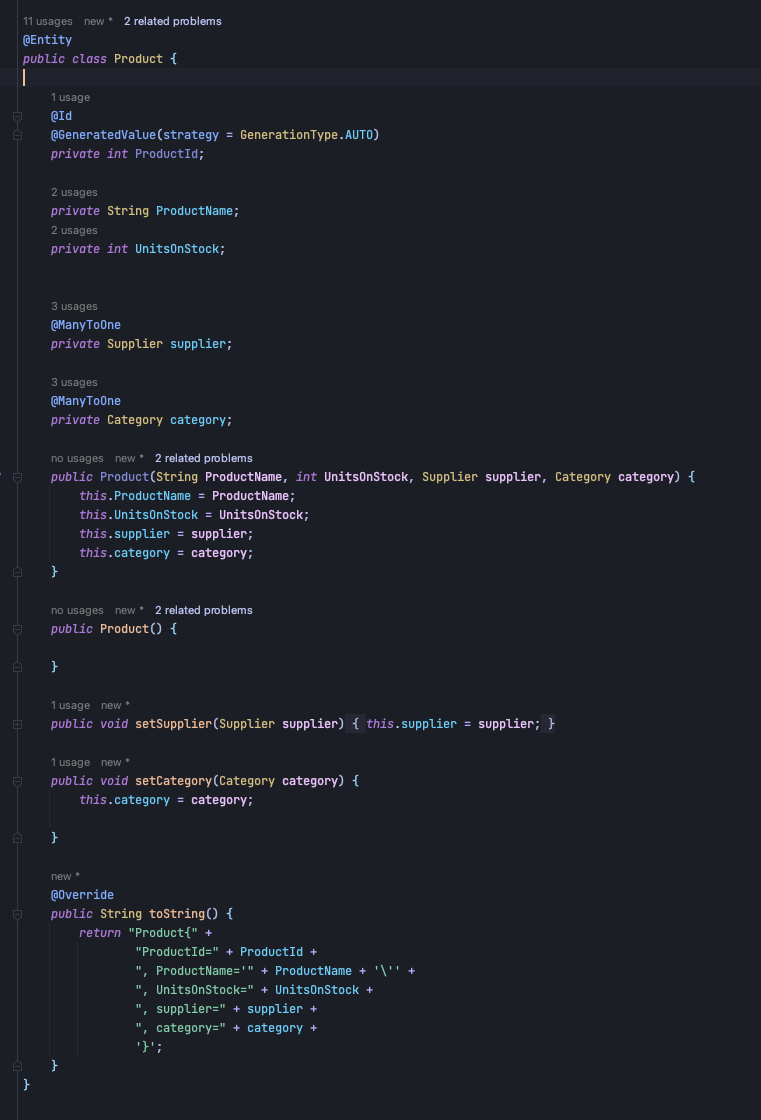 11 usages new * 2 related problems
@Entity
public class Product {
1 usage
@Id
@GeneratedValue(strategy = GenerationType.AUTO)
private int ProductId;
2 usages
private String ProductName;
2 usages
private int UnitsOnStock;
3 usages
@ManyToOne
private Supplier supplier;
3 usages
@ManyToOne
private Category category;
no usages new * 2 related problems
public Product(String ProductName, int UnitsOnStock, Supplier supplier, Category category) {
this.ProductName = ProductName;
this.UnitsOnStock = UnitsOnStock;
this.supplier = supplier;
this.category = category;
}
no usages new * 2 related problems
public Product() {
}
1 usage new *
public void setSupplier(Supplier supplier) { this.supplier = supplier; }
1 usage new *
public void setCategory(Category category) {
this.category = category;
}
new *
@Override
public String toString() {
return "Product{" +
"ProductId=" + ProductId +
", ProductName='" + ProductName + '\'' +
", UnitsOnStock=" + UnitsOnStock +
", supplier=" + supplier +
", category=" + category +
'}';
}
}